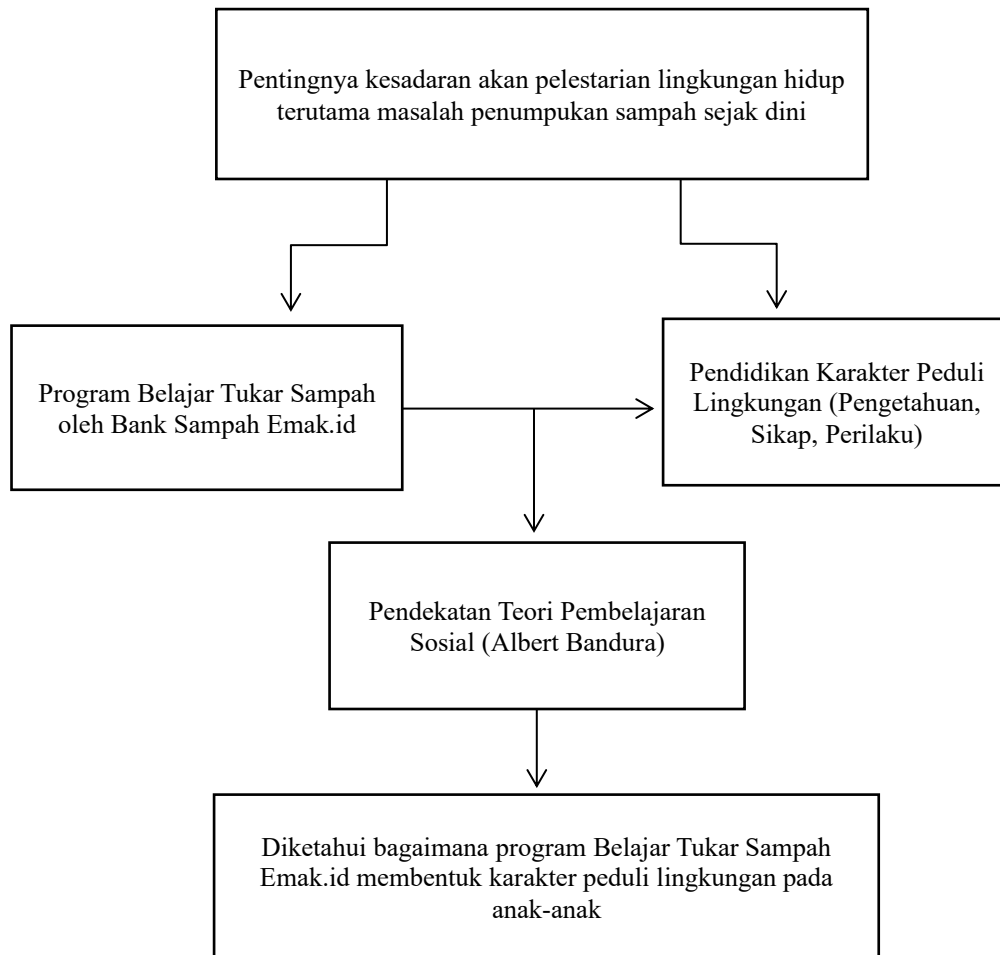 Pentingnya kesadaran akan pelestarian lingkungan hidup
terutama masalah penumpukan sampah sejak dini
Program Belajar Tukar Sampah
oleh Bank Sampah Emak.id
Pendidikan Karakter Peduli
Lingkungan (Pengetahuan,
Sikap, Perilaku)
Pendekatan Teori Pembelajaran
Sosial (Albert Bandura)
Diketahui bagaimana program Belajar Tukar Sampah
Emak.id membentuk karakter peduli lingkungan pada
anak-anak